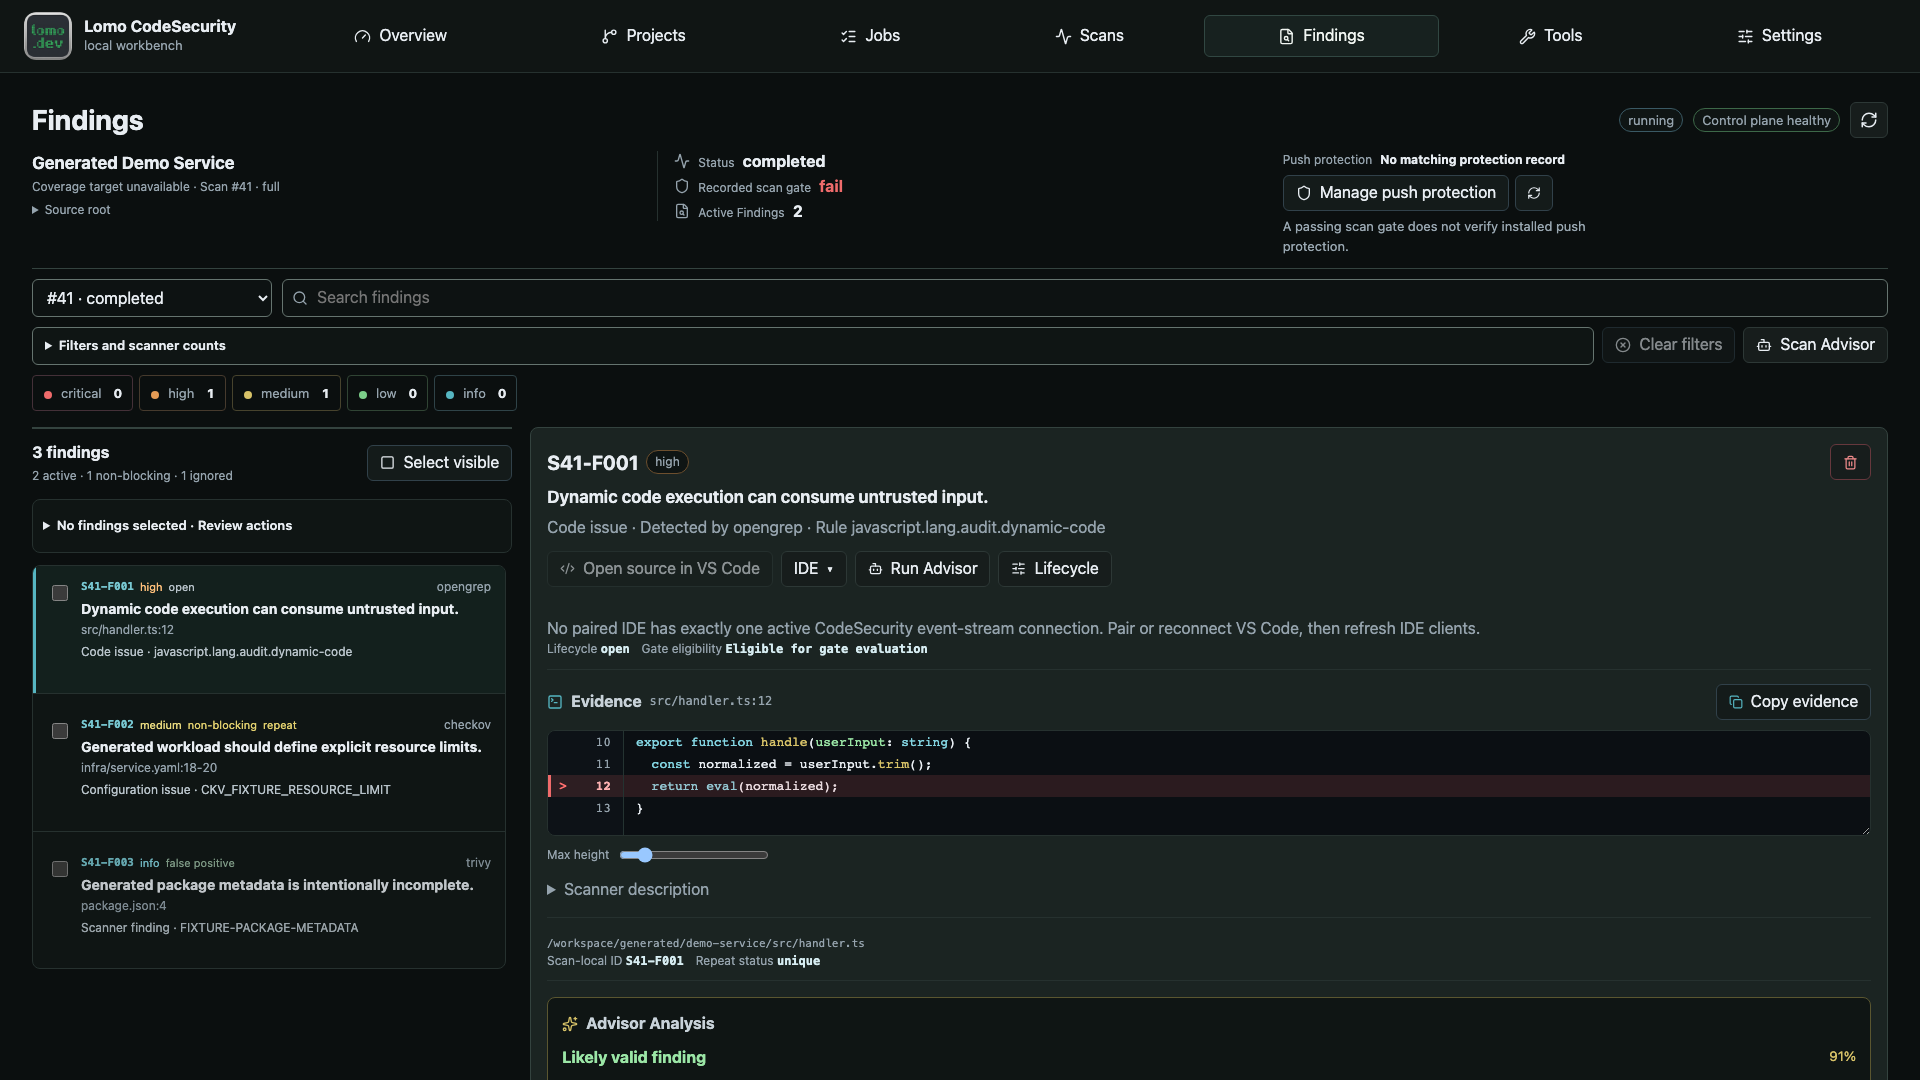 lomo
.dev
Lomo CodeSecurity
local workbench
Overview
Projects
Jobs
Scans
Findings
Tools
Settings
Findings
running
Control plane healthy
Generated Demo Service
Coverage target unavailable · Scan #41 · full
Source root
Status completed
Recorded scan gate fail
Active Findings 2
Push protection No matching protection record
Manage push protection
A passing scan gate does not verify installed push
protection.
#41 · completed
Search findings
Filters and scanner counts
Clear filters
Scan Advisor
critical 0
high 1
medium 1
low 0
info 0
3 findings
2 active · 1 non-blocking · 1 ignored
Select visible
No findings selected · Review actions
S41-F001 high open opengrep
Dynamic code execution can consume untrusted input.
src/handler.ts:12
Code issue · javascript.lang.audit.dynamic-code
S41-F002 medium non-blocking repeat checkov
Generated workload should define explicit resource limits.
infra/service.yaml:18-20
Configuration issue · CKV_FIXTURE_RESOURCE_LIMIT
S41-F003 info false positive trivy
Generated package metadata is intentionally incomplete.
package.json:4
Scanner finding · FIXTURE-PACKAGE-METADATA
S41-F001 high
Dynamic code execution can consume untrusted input.
Code issue · Detected by opengrep · Rule javascript.lang.audit.dynamic-code
</> Open source in VS Code
IDE ▾
Run Advisor
Lifecycle
No paired IDE has exactly one active CodeSecurity event-stream connection. Pair or reconnect VS Code, then refresh IDE clients.
Lifecycle open Gate eligibility Eligible for gate evaluation
Evidence src/handler.ts:12
Copy evidence
10 export function handle(userInput: string) {
11 const normalized = userInput.trim();
> 12 return eval(normalized);
13 }
Max height
Scanner description
/workspace/generated/demo-service/src/handler.ts
Scan-local ID S41-F001 Repeat status unique
Advisor Analysis
Likely valid finding 91%